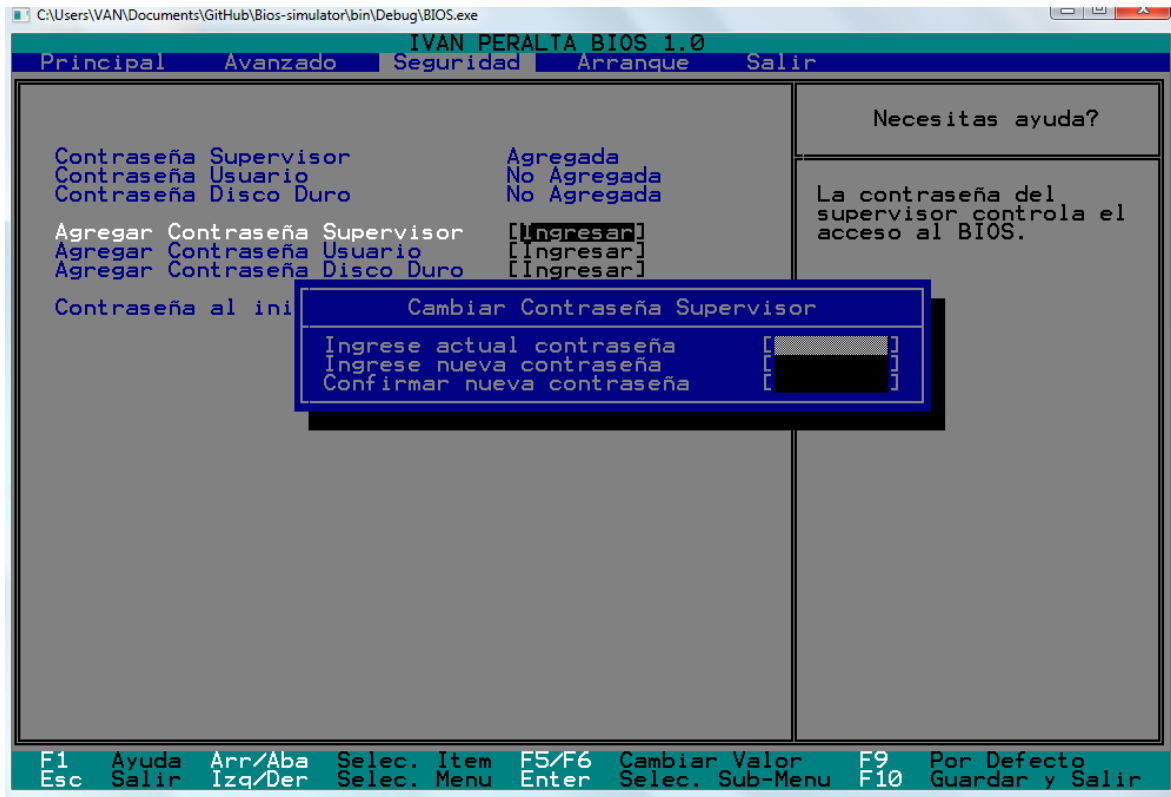 C:\Users\VAN\Documents\GitHub\Bios-simulator\bin\Debug\BIOS.exe
IVAN PERALTA BIOS 1.0
Principal Avanzado Seguridad Arranque Salir
Necesitas ayuda?
Contraseña Supervisor Agregada
Contraseña Usuario No Agregada
Contraseña Disco Duro No Agregada
La contraseña del
supervisor controla el
acceso al BIOS.
Agregar Contraseña Supervisor [Ingresar]
Agregar Contraseña Usuario [Ingresar]
Agregar Contraseña Disco Duro [Ingresar]
Contraseña al ini
Cambiar Contraseña Supervisor
Ingrese actual contraseña [ ]
Ingrese nueva contraseña [ ]
Confirmar nueva contraseña [ ]
F1 Ayuda Arr/Aba Selec. Item F5/F6 Cambiar Valor F9 Por Defecto
Esc Salir Izq/Der Selec. Menu Enter Selec. Sub-Menu F10 Guardar y Salir